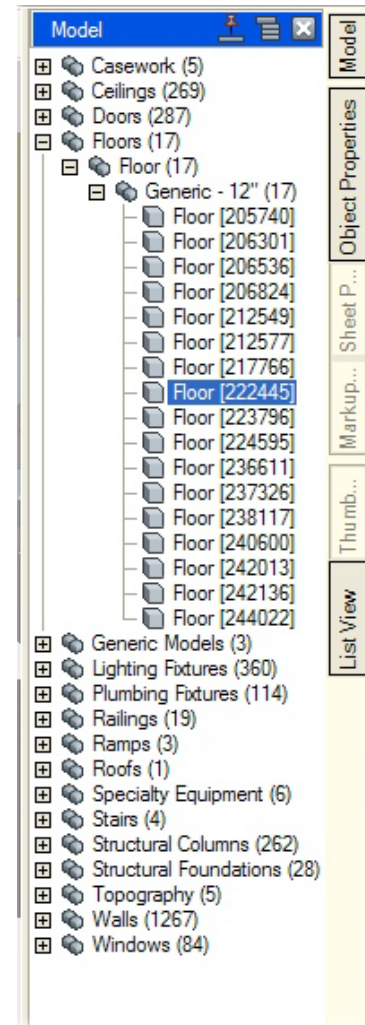 Model
Casework (5)
Ceilings (269)
Doors (287)
Floors (17)
Floor (17)
Generic - 12" (17)
Floor [205740]
Floor [206301]
Floor [206536]
Floor [206824]
Floor [212549]
Floor [212577]
Floor [217766]
Floor [222445]
Floor [223796]
Floor [224595]
Floor [236611]
Floor [237326]
Floor [238117]
Floor [240600]
Floor [242013]
Floor [242136]
Floor [244022]
Generic Models (3)
Lighting Fixtures (360)
Plumbing Fixtures (114)
Railings (19)
Ramps (3)
Roofs (1)
Specialty Equipment (6)
Stairs (4)
Structural Columns (262)
Structural Foundations (28)
Topography (5)
Walls (1267)
Windows (84)
Model
Object Properties
Sheet P...
Markup...
Thumb...
List View